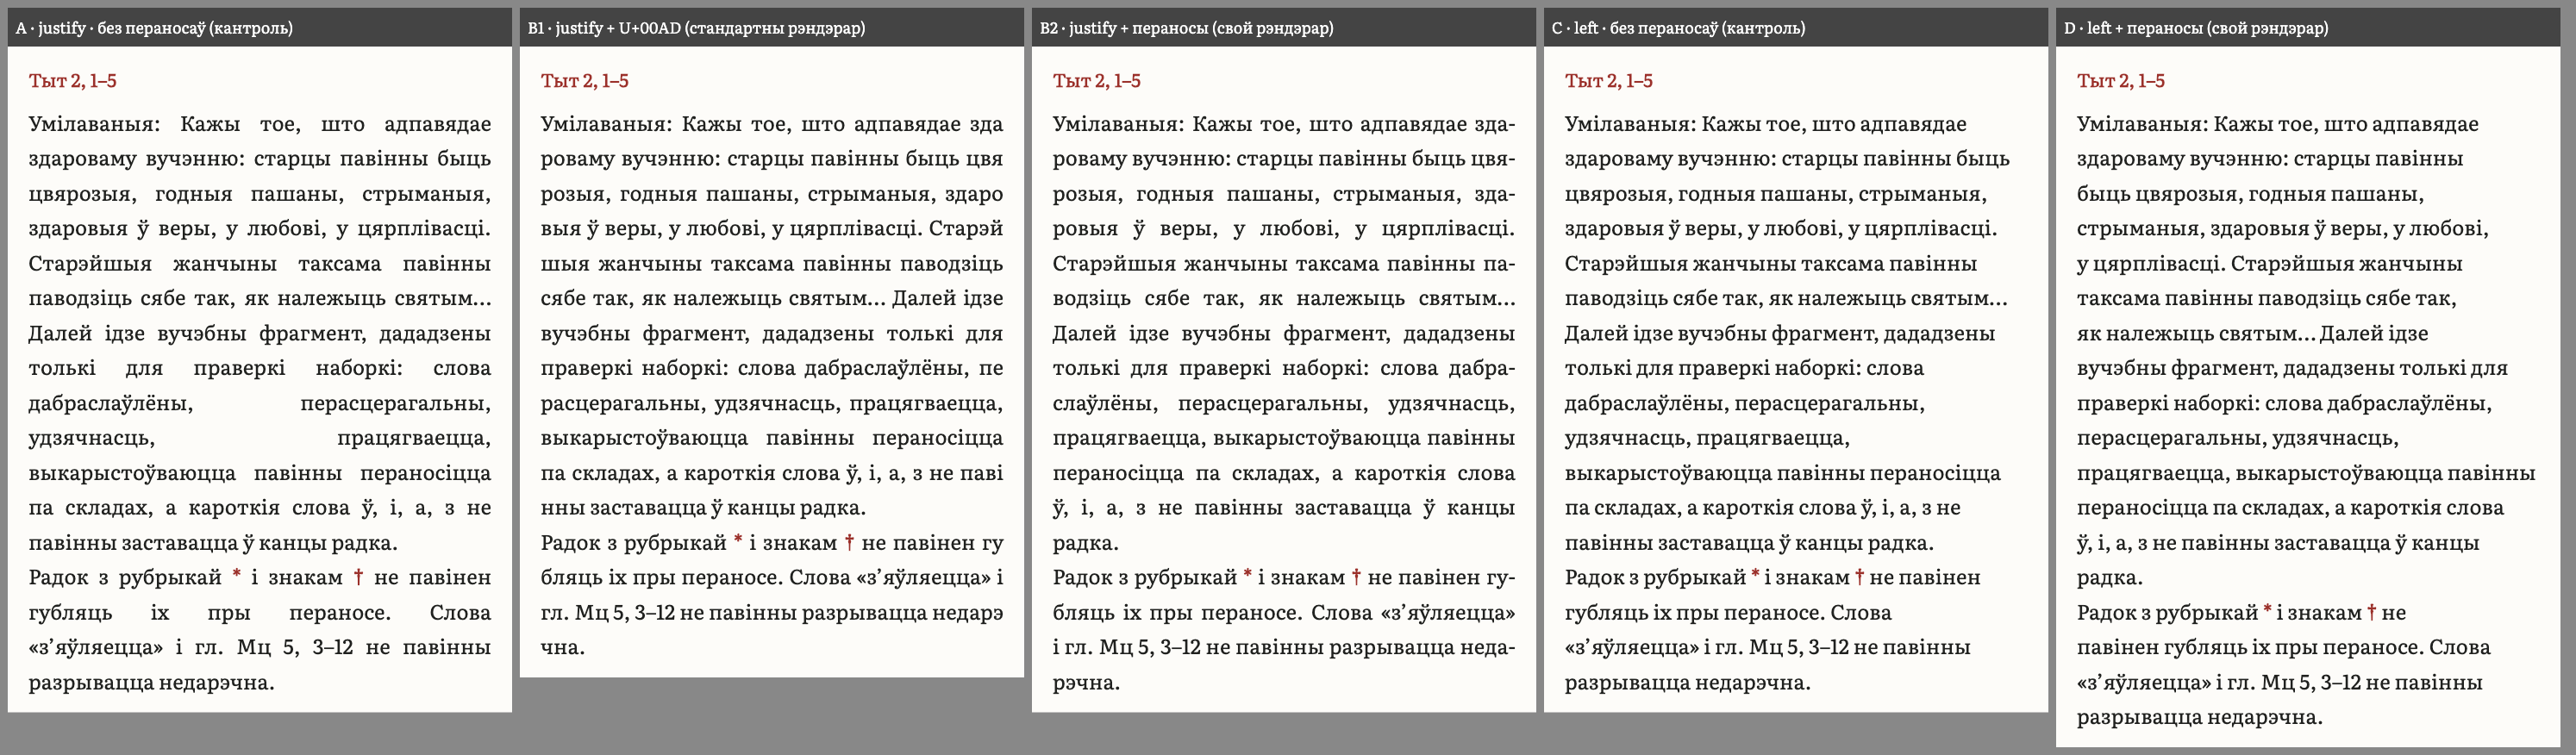 A · justify · без пераносаў (кантроль)
Тыт 2, 1–5
Умілаваныя: Кажы тое, што адпавядае
здароваму вучэнню: старцы павінны быць
цвярозыя, годныя пашаны, стрыманыя,
здаровыя ў веры, у любові, у цярплівасці.
Старэйшыя жанчыны таксама павінны
паводзіць сябе так, як належыць святым…
Далей ідзе вучэбны фрагмент, дададзены
толькі для праверкі наборкі: слова
дабраслаўлёны, перасцерагальны,
удзячнасць, працягваецца,
выкарыстоўваюцца павінны пераносіцца
па складах, а кароткія слова ў, і, а, з не
павінны заставацца ў канцы радка.
Радок з рубрыкай * і знакам † не павінен
губляць іх пры пераносе. Слова
«з’яўляецца» і гл. Мц 5, 3–12 не павінны
разрывацца недарэчна.
B1 · justify + U+00AD (стандартны рэндэрар)
Тыт 2, 1–5
Умілаваныя: Кажы тое, што адпавядае зда
роваму вучэнню: старцы павінны быць цвя
розыя, годныя пашаны, стрыманыя, здаро
выя ў веры, у любові, у цярплівасці. Старэй
шыя жанчыны таксама павінны паводзіць
сябе так, як належыць святым… Далей ідзе
вучэбны фрагмент, дададзены толькі для
праверкі наборкі: слова дабраслаўлёны, пе
расцерагальны, удзячнасць, працягваецца,
выкарыстоўваюцца павінны пераносіцца
па складах, а кароткія слова ў, і, а, з не паві
нны заставацца ў канцы радка.
Радок з рубрыкай * і знакам † не павінен гу
бляць іх пры пераносе. Слова «з’яўляецца» і
гл. Мц 5, 3–12 не павінны разрывацца недарэ
чна.
B2 · justify + пераносы (свой рэндэрар)
Тыт 2, 1–5
Умілаваныя: Кажы тое, што адпавядае зда-
роваму вучэнню: старцы павінны быць цвя-
розыя, годныя пашаны, стрыманыя, зда-
ровыя ў веры, у любові, у цярплівасці.
Старэйшыя жанчыны таксама павінны па-
водзіць сябе так, як належыць святым…
Далей ідзе вучэбны фрагмент, дададзены
толькі для праверкі наборкі: слова дабра-
слаўлёны, перасцерагальны, удзячнасць,
працягваецца, выкарыстоўваюцца павінны
пераносіцца па складах, а кароткія слова
ў, і, а, з не павінны заставацца ў канцы
радка.
Радок з рубрыкай * і знакам † не павінен гу-
бляць іх пры пераносе. Слова «з’яўляецца»
і гл. Мц 5, 3–12 не павінны разрывацца неда-
рэчна.
C · left · без пераносаў (кантроль)
Тыт 2, 1–5
Умілаваныя: Кажы тое, што адпавядае
здароваму вучэнню: старцы павінны быць
цвярозыя, годныя пашаны, стрыманыя,
здаровыя ў веры, у любові, у цярплівасці.
Старэйшыя жанчыны таксама павінны
паводзіць сябе так, як належыць святым…
Далей ідзе вучэбны фрагмент, дададзены
толькі для праверкі наборкі: слова
дабраслаўлёны, перасцерагальны,
удзячнасць, працягваецца,
выкарыстоўваюцца павінны пераносіцца
па складах, а кароткія слова ў, і, а, з не
павінны заставацца ў канцы радка.
Радок з рубрыкай * і знакам † не павінен
губляць іх пры пераносе. Слова
«з’яўляецца» і гл. Мц 5, 3–12 не павінны
разрывацца недарэчна.
D · left + пераносы (свой рэндэрар)
Тыт 2, 1–5
Умілаваныя: Кажы тое, што адпавядае
здароваму вучэнню: старцы павінны
быць цвярозыя, годныя пашаны,
стрыманыя, здаровыя ў веры, у любові,
у цярплівасці. Старэйшыя жанчыны
таксама павінны паводзіць сябе так,
як належыць святым… Далей ідзе
вучэбны фрагмент, дададзены толькі для
праверкі наборкі: слова дабраслаўлёны,
перасцерагальны, удзячнасць,
працягваецца, выкарыстоўваюцца павінны
пераносіцца па складах, а кароткія слова
ў, і, а, з не павінны заставацца ў канцы
радка.
Радок з рубрыкай * і знакам † не
павінен губляць іх пры пераносе. Слова
«з’яўляецца» і гл. Мц 5, 3–12 не павінны
разрывацца недарэчна.